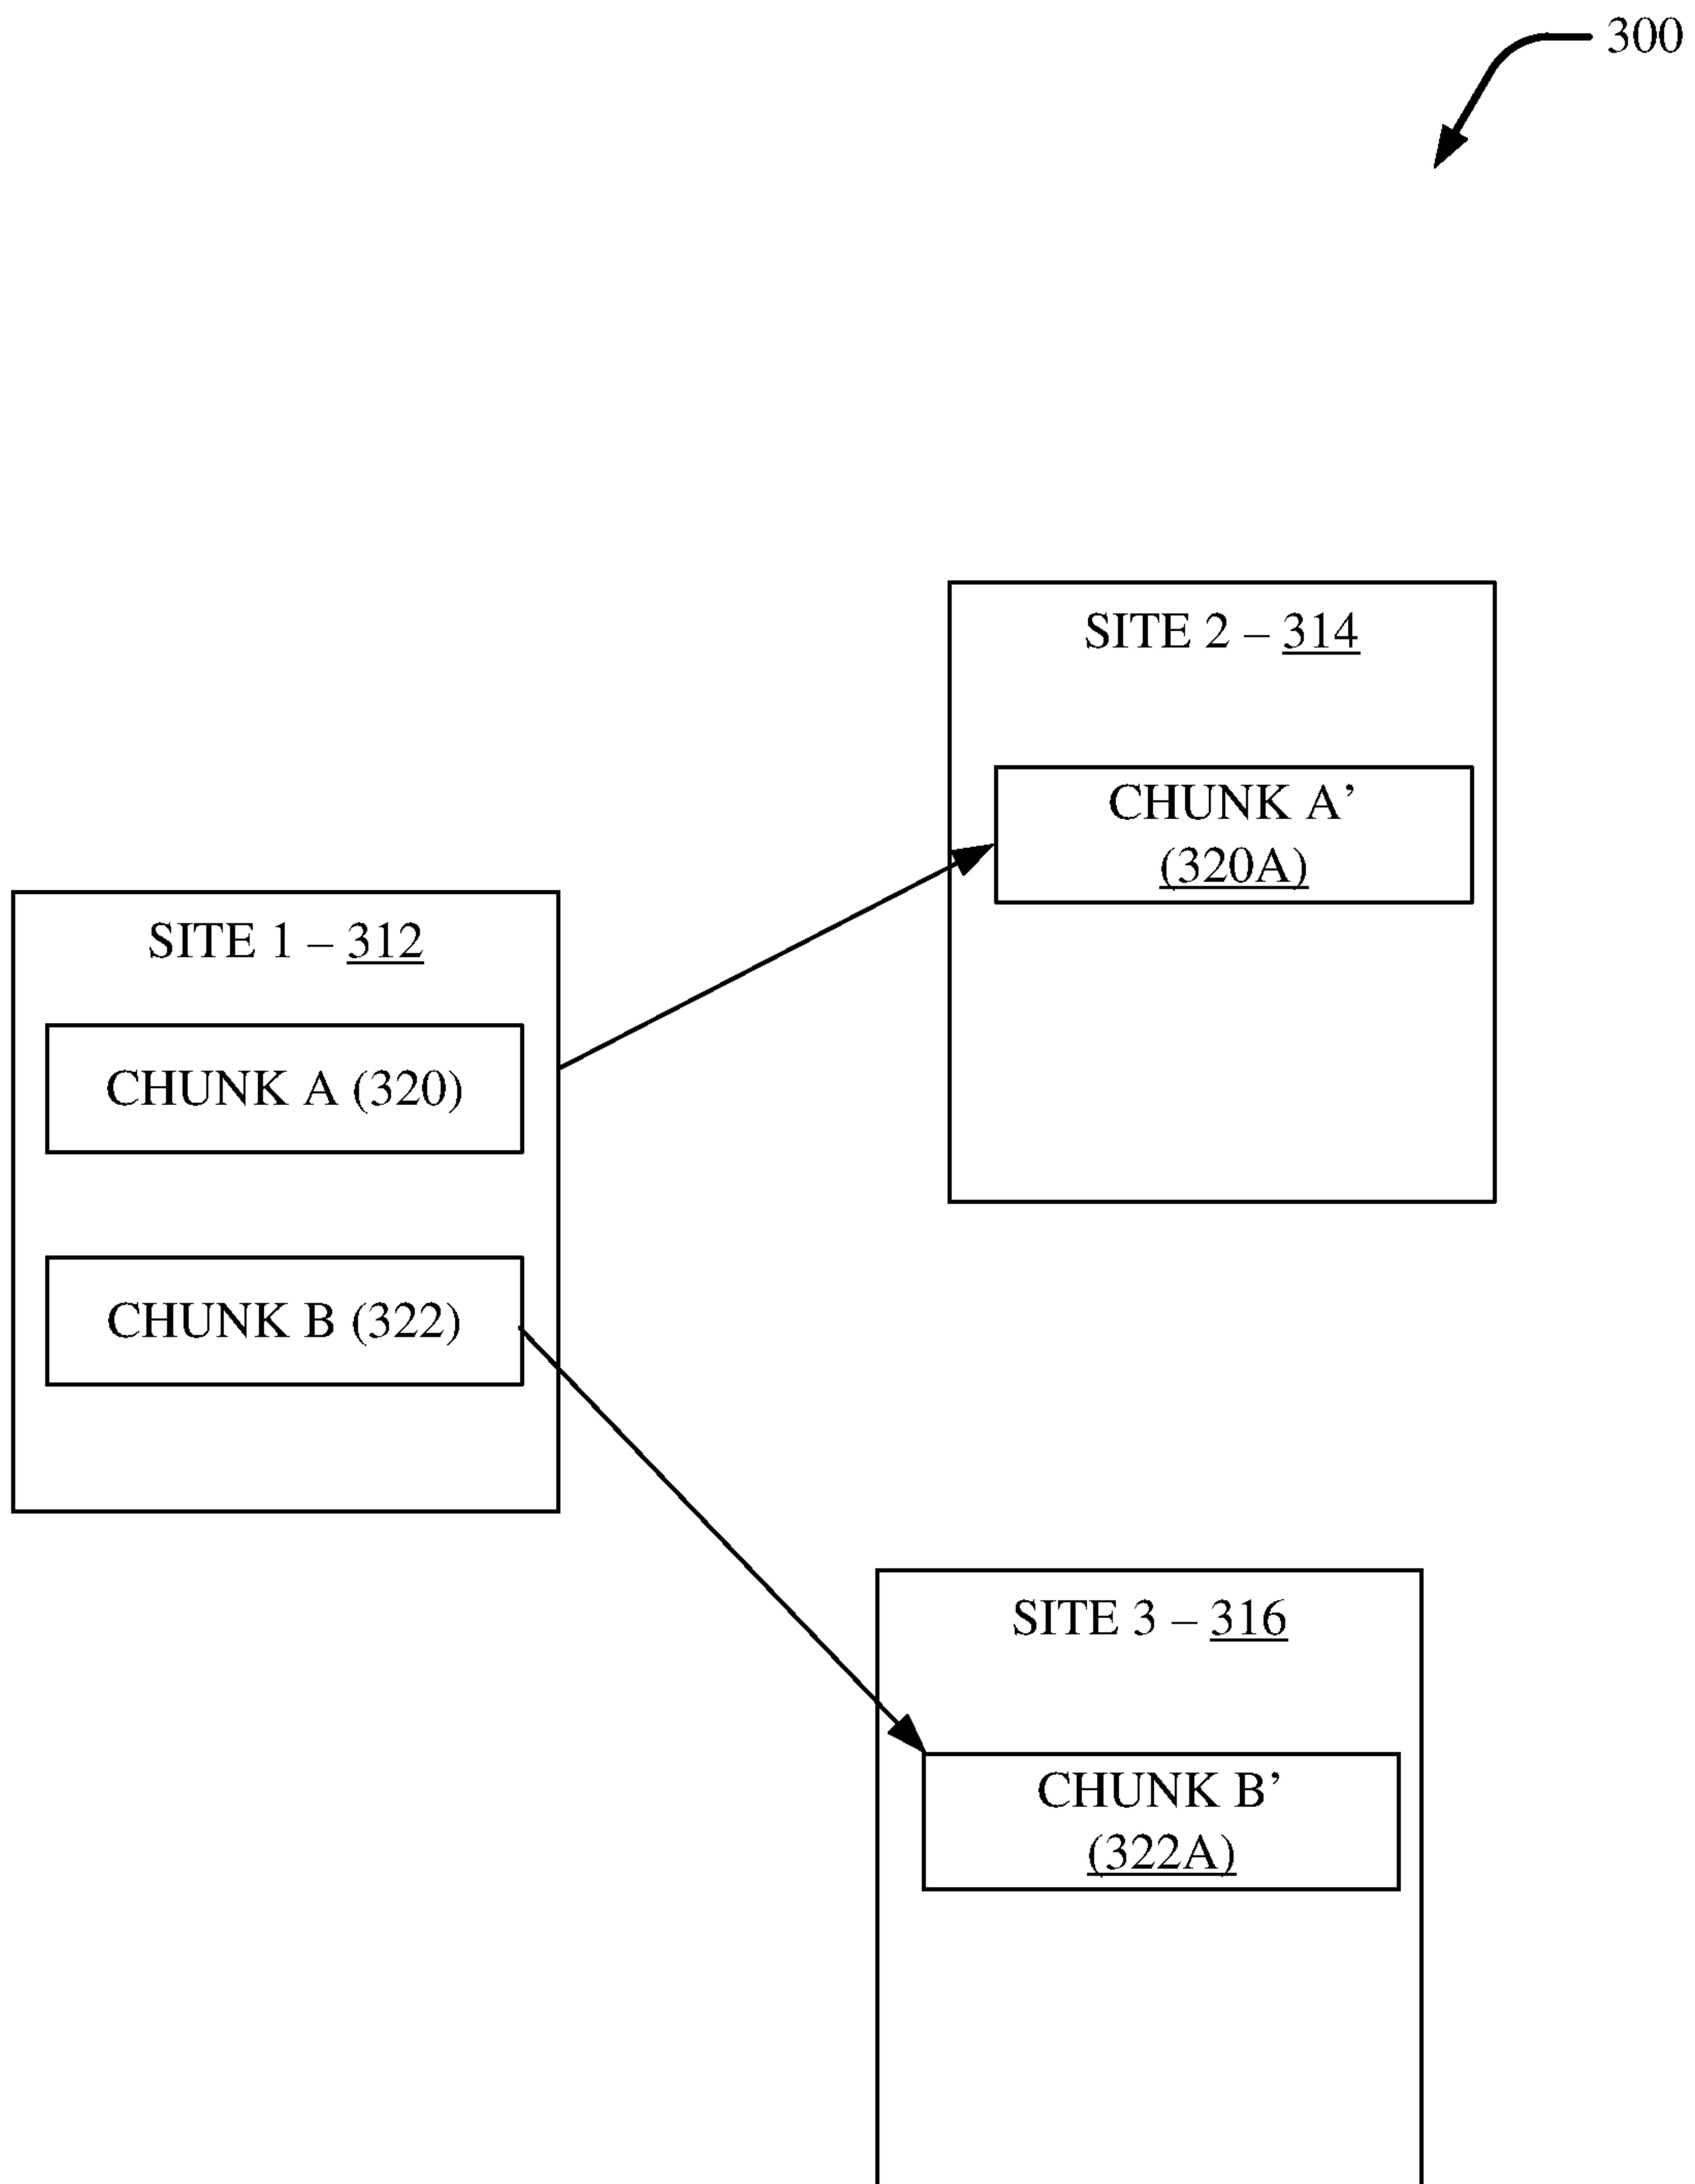 300
SITE 2 – 314
CHUNK A’
(320A)
SITE 1 – 312
CHUNK A (320)
CHUNK B (322)
SITE 3 – 316
CHUNK B’
(322A)